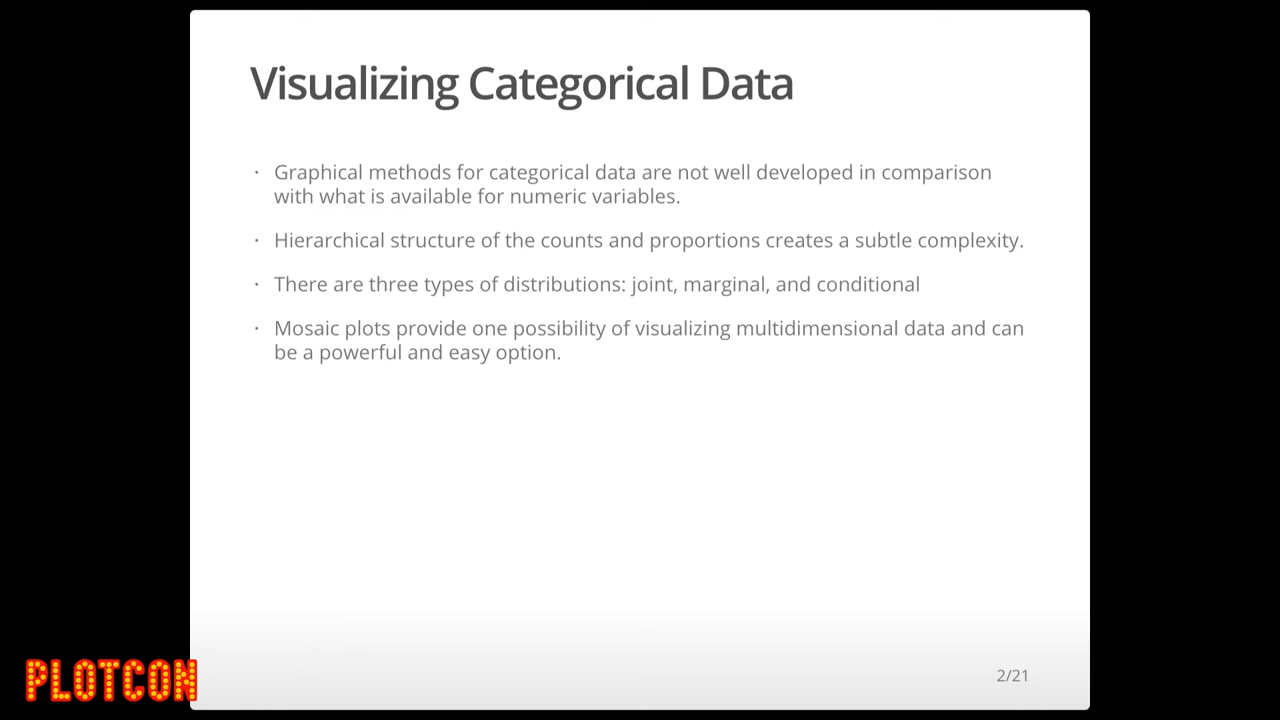 Visualizing Categorical Data
· Graphical methods for categorical data are not well developed in comparison
with what is available for numeric variables.
· Hierarchical structure of the counts and proportions creates a subtle complexity.
· There are three types of distributions: joint, marginal, and conditional
· Mosaic plots provide one possibility of visualizing multidimensional data and can
be a powerful and easy option.
2/21
PLOTCON